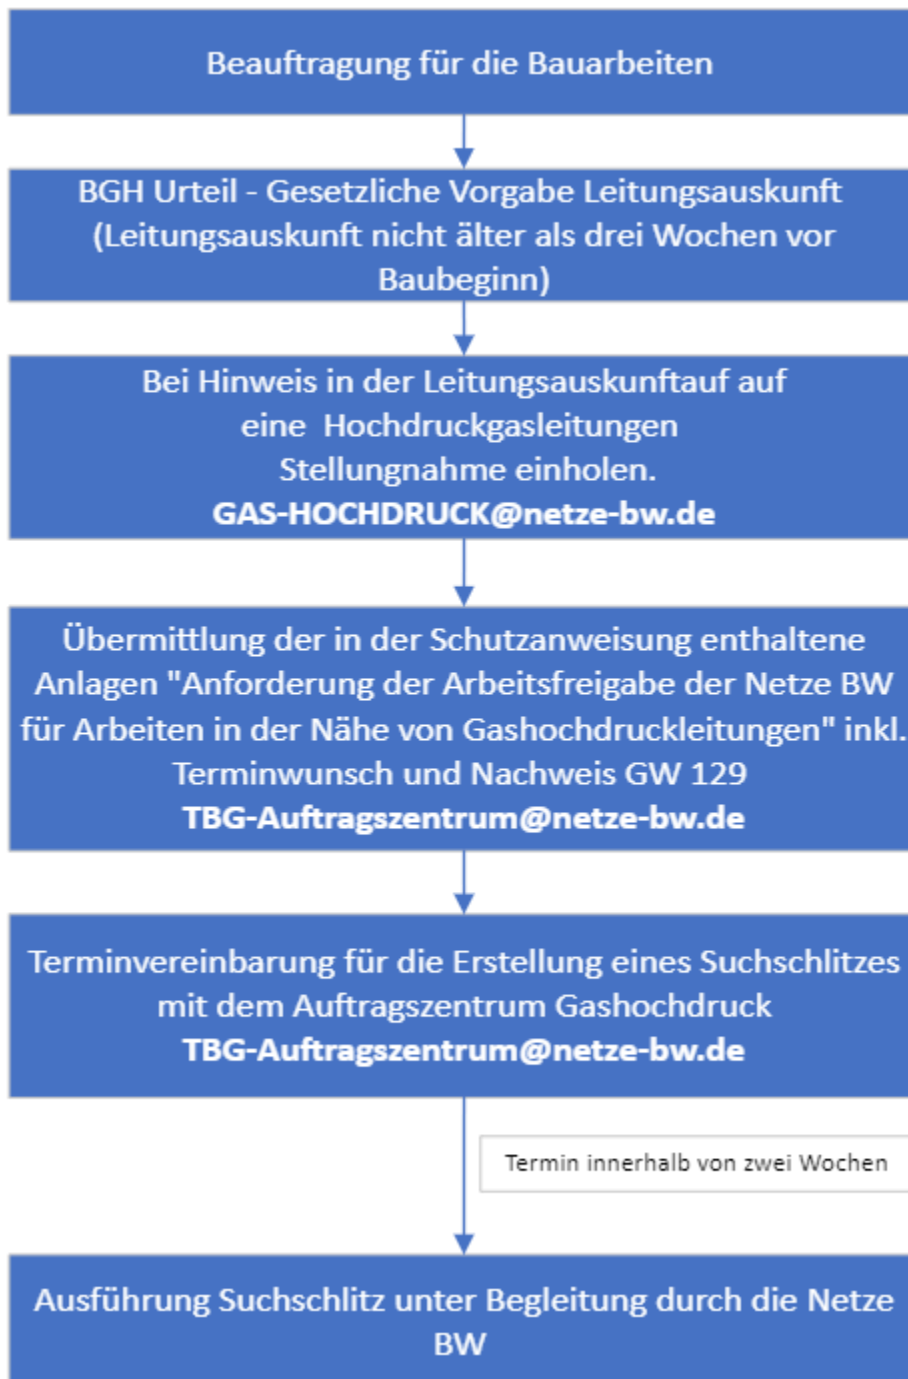 Beauftragung für die Bauarbeiten
BGH Urteil - Gesetzliche Vorgabe Leitungsauskunft
(Leitungsauskunft nicht älter als drei Wochen vor
Baubeginn)
Bei Hinweis in der Leitungsauskunftauf auf
eine Hochdruckgasleitungen
Stellungnahme einholen.
GAS-HOCHDRUCK@netze-bw.de
Übermittlung der in der Schutzanweisung enthaltene
Anlagen "Anforderung der Arbeitsfreigabe der Netze BW
für Arbeiten in der Nähe von Gashochdruckleitungen" inkl.
Terminwunsch und Nachweis GW 129
TBG-Auftragszentrum@netze-bw.de
Terminvereinbarung für die Erstellung eines Suchschlitzes
mit dem Auftragszentrum Gashochdruck
TBG-Auftragszentrum@netze-bw.de
Termin innerhalb von zwei Wochen
Ausführung Suchschlitz unter Begleitung durch die Netze
BW